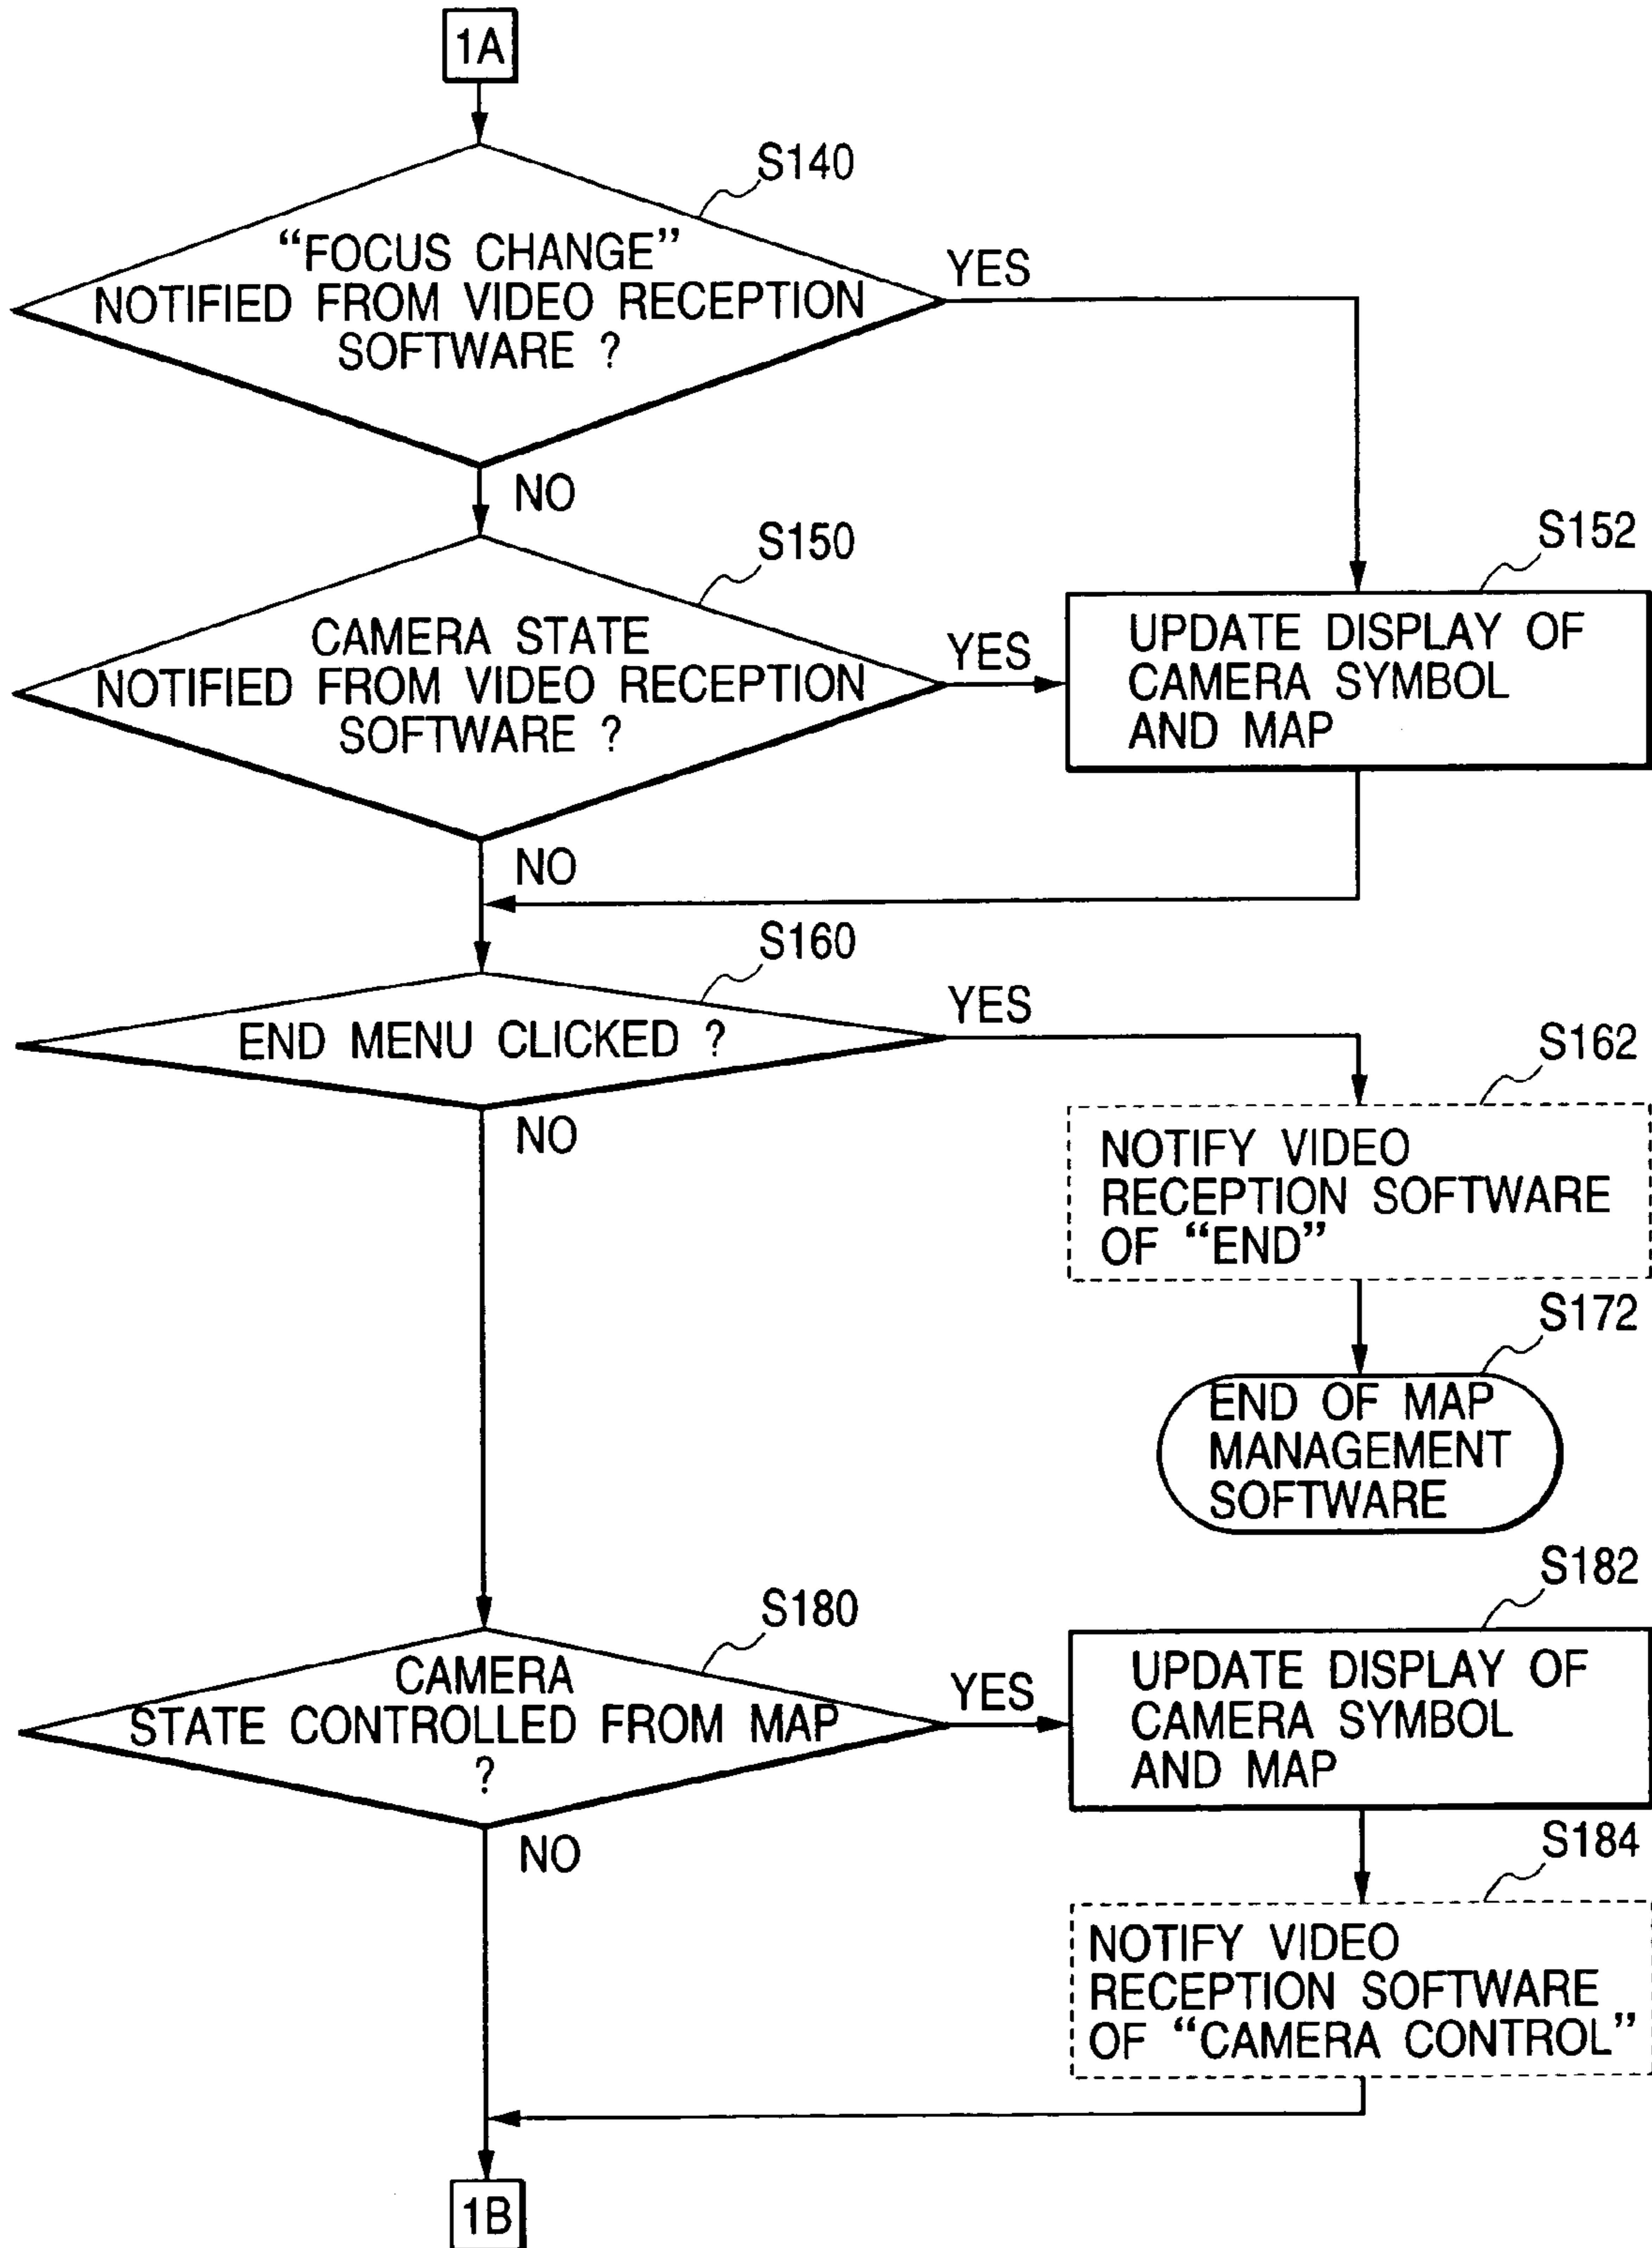 1A
S140
“FOCUS CHANGE”
NOTIFIED FROM VIDEO RECEPTION
SOFTWARE ?
YES
NO
S150
CAMERA STATE
NOTIFIED FROM VIDEO RECEPTION
SOFTWARE ?
YES
S152
UPDATE DISPLAY OF
CAMERA SYMBOL
AND MAP
NO
S160
END MENU CLICKED ?
YES
NO
S162
NOTIFY VIDEO
RECEPTION SOFTWARE
OF “END”
S172
END OF MAP
MANAGEMENT
SOFTWARE
S180
CAMERA
STATE CONTROLLED FROM MAP
?
YES
NO
S182
UPDATE DISPLAY OF
CAMERA SYMBOL
AND MAP
S184
NOTIFY VIDEO
RECEPTION SOFTWARE
OF “CAMERA CONTROL”
1B